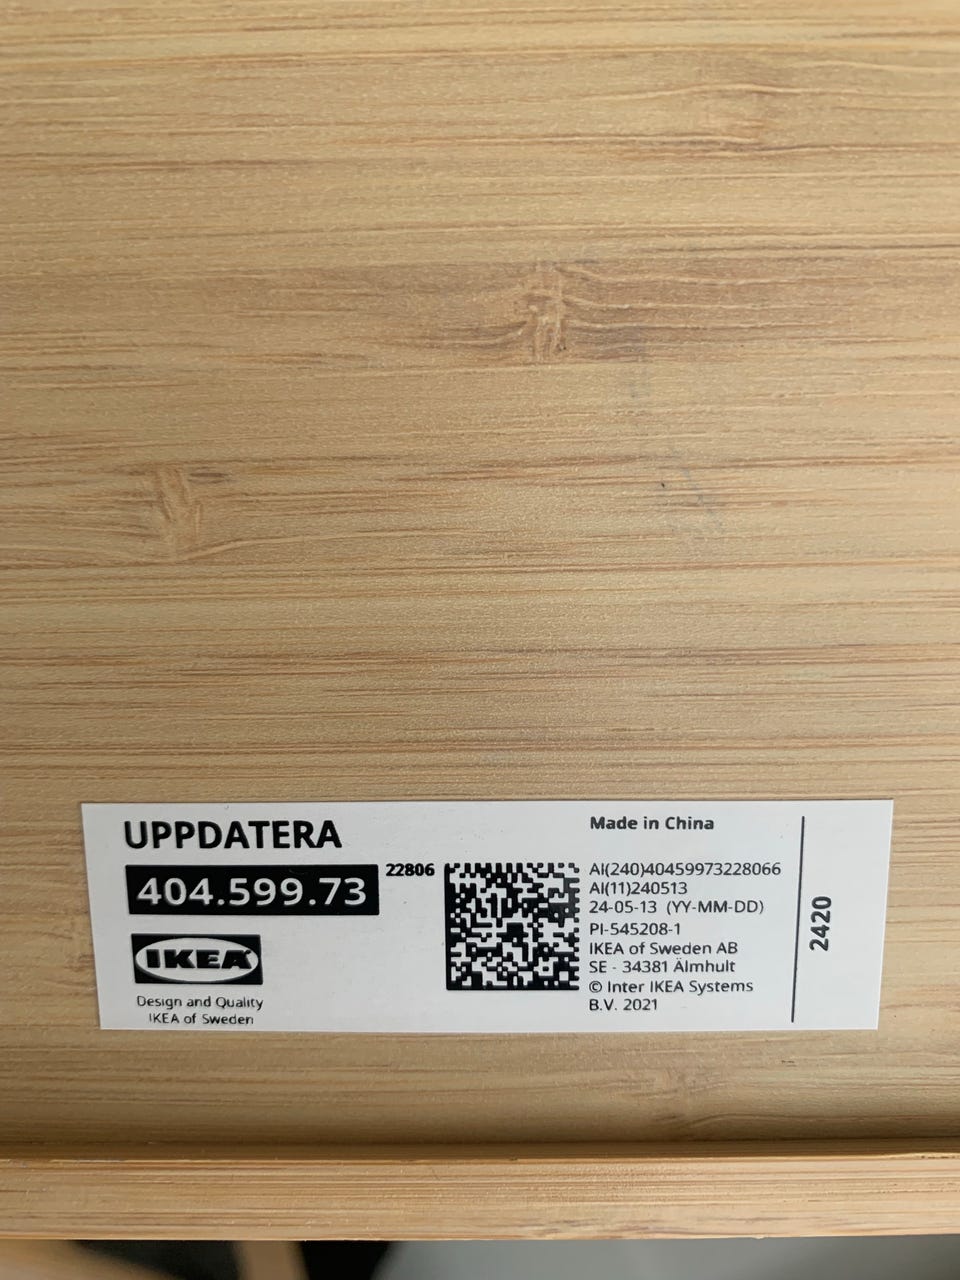 UPPDATERA
404.599.73
22806
IKEA
Design and Quality
IKEA of Sweden
Made in China
AI(240)40459973228066
AI(11)240513
24-05-13 (YY-MM-DD)
PI-545208-1
IKEA of Sweden AB
SE - 34381 Älmhult
© Inter IKEA Systems
B.V. 2021
2420